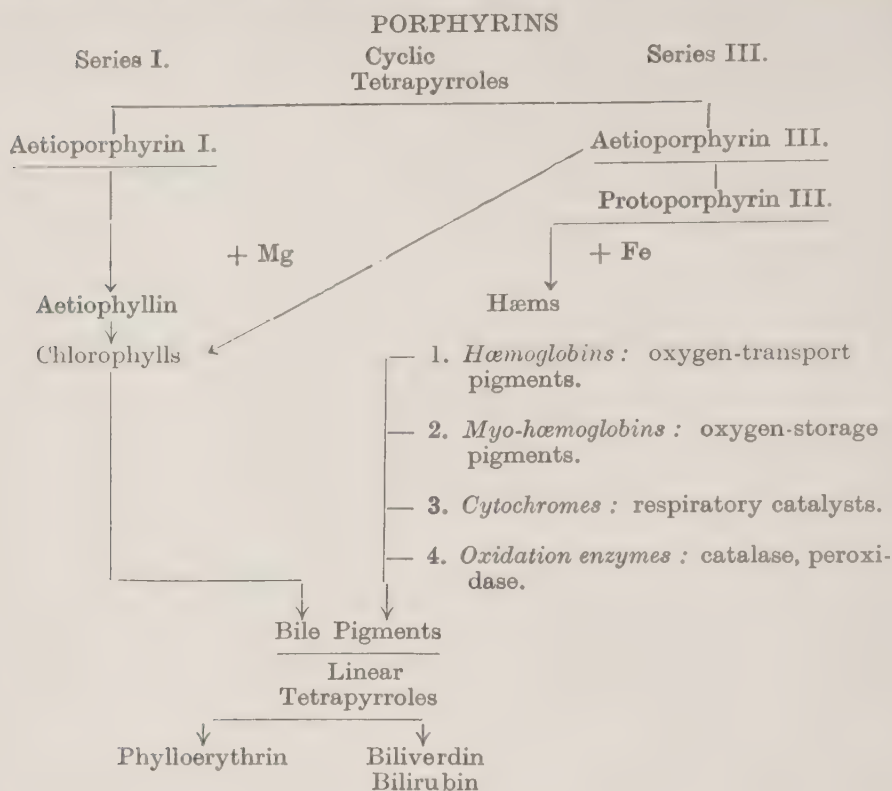 PORPHYRINS
Series I.
Cyclic
Tetrapyrroles
Series III.
Aetioporphyrin I.
Aetioporphyrin III.
Protoporphyrin III.
+ Mg
+ Fe
Aetiophyllin
Hæms
Chlorophylls
1. Hæmoglobins : oxygen-transport
pigments.
2. Myo-hæmoglobins : oxygen-storage
pigments.
3. Cytochromes : respiratory catalysts.
4. Oxidation enzymes : catalase, peroxi-
dase.
Bile Pigments
Linear
Tetrapyrroles
Phylloerythrin
Biliverdin
Bilirubin